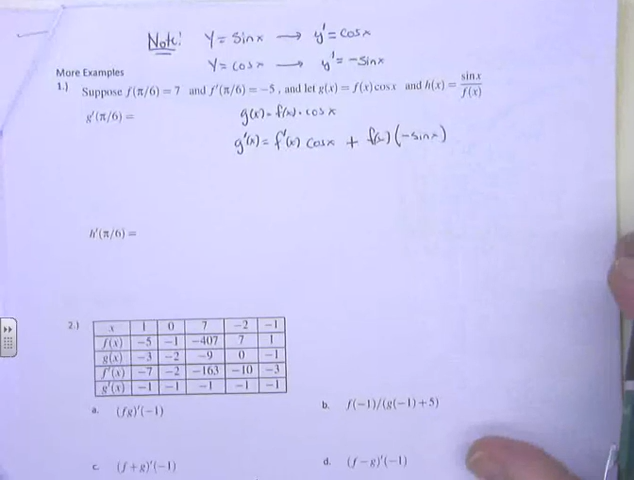 Note! y = sinx → y' = cosx
y = cosx → y' = -sinx
More Examples
1.) Suppose f(π/6) = 7 and f'(π/6) = −5, and let g(x) = f(x)cosx and h(x) = sinx/f(x)
g'(π/6) =
g(x) = f(x) · cosx
g'(x) = f'(x) cosx + f(x)(-sinx)
h'(π/6) =
2.)
x 1 0 7 −2 −1
f(x) −5 −1 −407 7 1
g(x) −3 −2 −9 0 −1
f'(x) −7 −2 −163 −10 −3
g'(x) −1 −1 −1 −1 −1
a. (fg)'(−1) b. f(−1)/(g(−1)+5)
c. (f+g)'(−1) d. (f−g)'(−1)